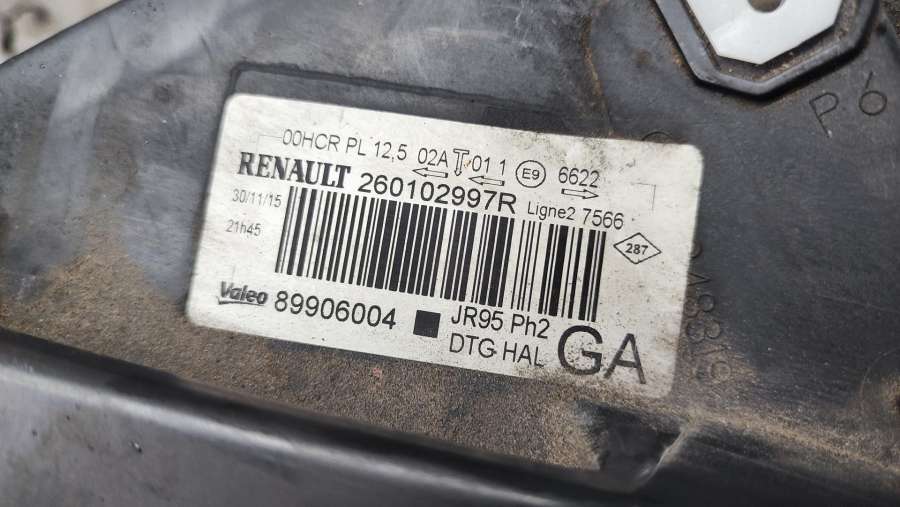 P6
00HCR PL 12,5 02A T 01 1 E9 6622
RENAULT 260102997R Ligne2 7566
30/11/15
21h45
287
Valeo 89906004 JR95 Ph2
DTG HAL GA